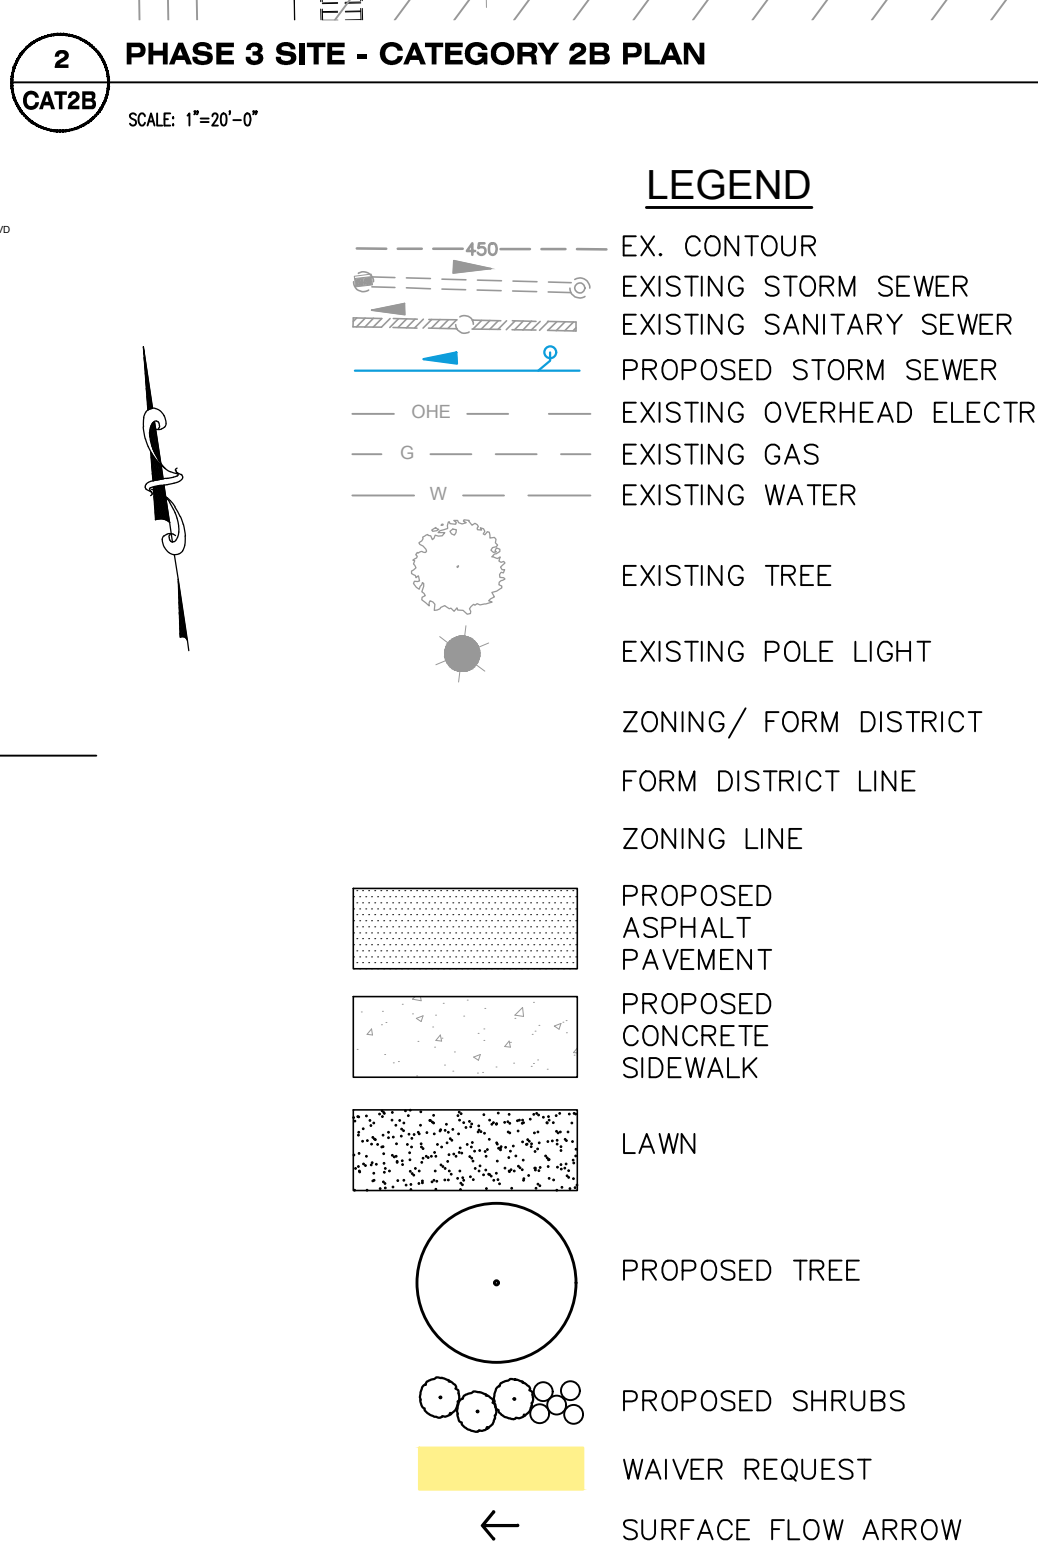 2
CAT2B
PHASE 3 SITE - CATEGORY 2B PLAN
SCALE: 1"=20'-0"
VD
LEGEND
450
EX. CONTOUR
EXISTING STORM SEWER
EXISTING SANITARY SEWER
PROPOSED STORM SEWER
OHE
EXISTING OVERHEAD ELECTR
G
EXISTING GAS
W
EXISTING WATER
EXISTING TREE
EXISTING POLE LIGHT
ZONING/ FORM DISTRICT
FORM DISTRICT LINE
ZONING LINE
PROPOSED
ASPHALT
PAVEMENT
PROPOSED
CONCRETE
SIDEWALK
LAWN
PROPOSED TREE
PROPOSED SHRUBS
WAIVER REQUEST
SURFACE FLOW ARROW